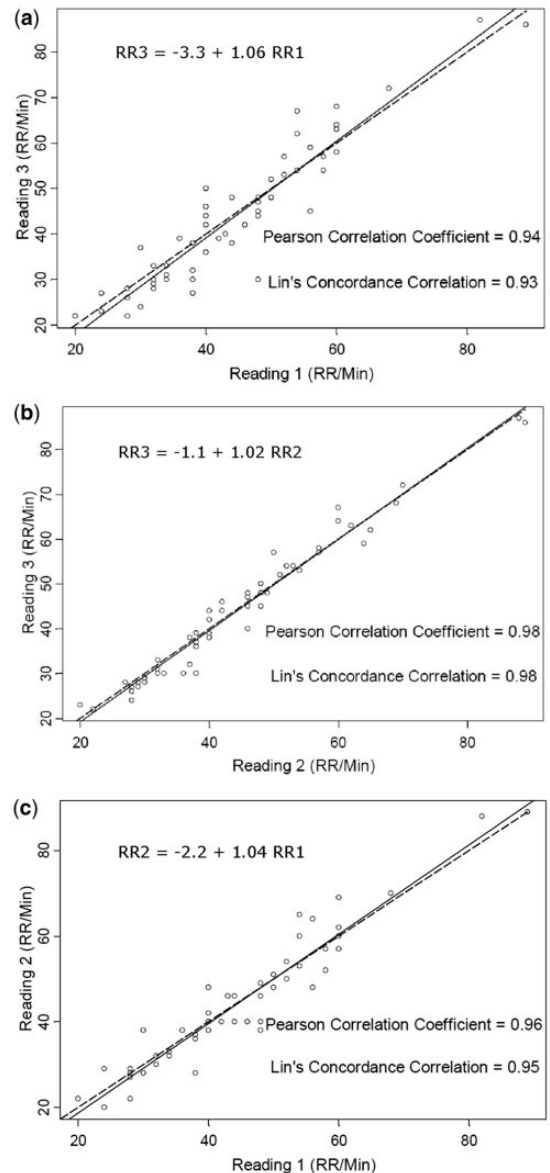 (a)
RR3 = -3.3 + 1.06 RR1
Reading 3 (RR/Min)
80
70
60
50
40
30
20
Pearson Correlation Coefficient = 0.94
Lin's Concordance Correlation = 0.93
20 40 60 80
Reading 1 (RR/Min)
(b)
RR3 = -1.1 + 1.02 RR2
Reading 3 (RR/Min)
80
70
60
50
40
30
20
Pearson Correlation Coefficient = 0.98
Lin's Concordance Correlation = 0.98
20 40 60 80
Reading 2 (RR/Min)
(c)
RR2 = -2.2 + 1.04 RR1
Reading 2 (RR/Min)
80
60
40
20
Pearson Correlation Coefficient = 0.96
Lin's Concordance Correlation = 0.95
20 40 60 80
Reading 1 (RR/Min)